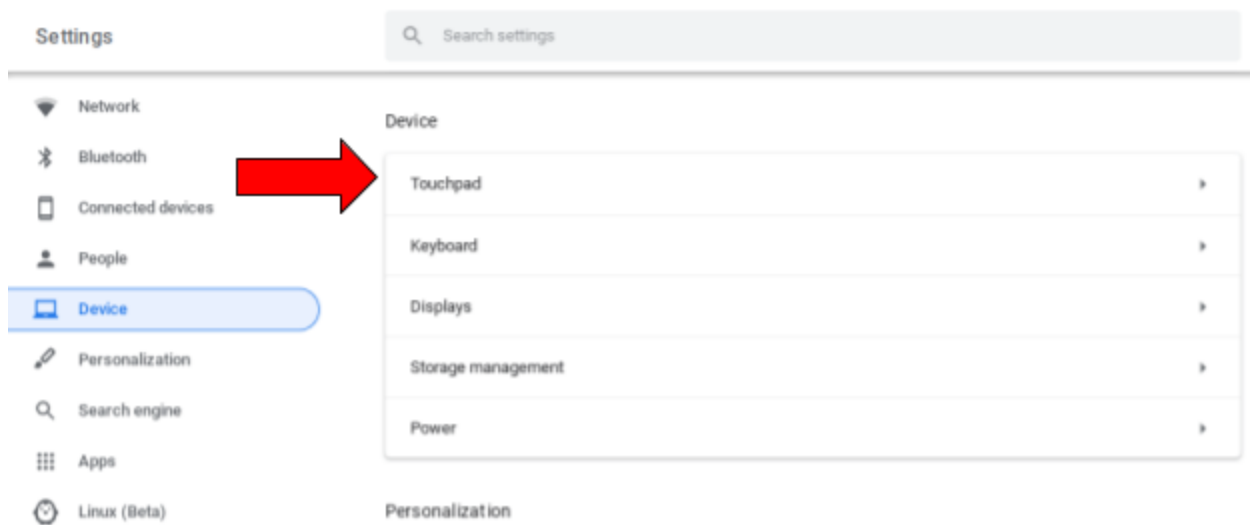 Settings
Search settings
Network
Bluetooth
Connected devices
People
Device
Personalization
Search engine
Apps
Linux (Beta)
Device
Touchpad
Keyboard
Displays
Storage management
Power
Personalization